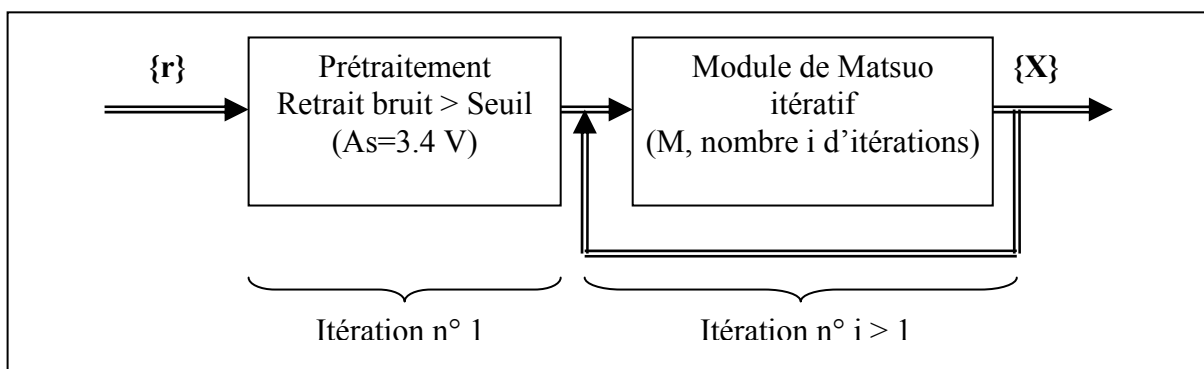 {r}
Prétraitement
Retrait bruit > Seuil
(As=3.4 V)
Module de Matsuo
itératif
(M, nombre i d’itérations)
{X}
Itération n° 1
Itération n° i > 1